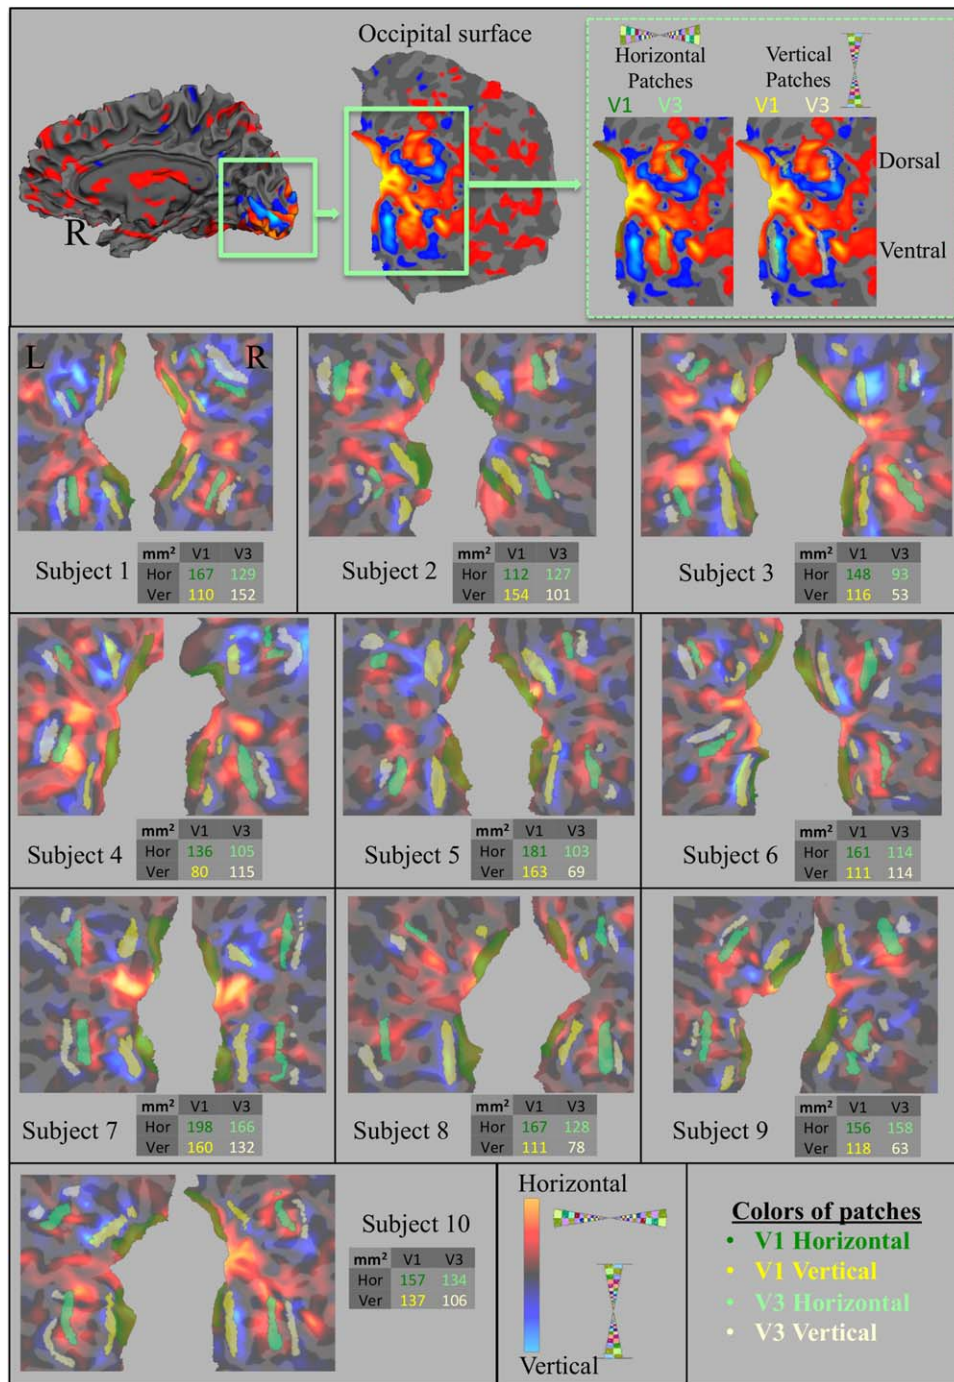 Occipital surface
Horizontal Patches
V1 V3
Vertical Patches
V1 V3
Dorsal
Ventral
R
L R
Subject 1
mm² V1 V3
Hor 167 129
Ver 110 152
Subject 2
mm² V1 V3
Hor 112 127
Ver 154 101
Subject 3
mm² V1 V3
Hor 148 93
Ver 116 53
Subject 4
mm² V1 V3
Hor 136 105
Ver 80 115
Subject 5
mm² V1 V3
Hor 181 103
Ver 163 69
Subject 6
mm² V1 V3
Hor 161 114
Ver 111 114
Subject 7
mm² V1 V3
Hor 198 166
Ver 160 132
Subject 8
mm² V1 V3
Hor 167 128
Ver 111 78
Subject 9
mm² V1 V3
Hor 156 158
Ver 118 63
Subject 10
mm² V1 V3
Hor 157 134
Ver 137 106
Horizontal
Vertical
Colors of patches
• V1 Horizontal
• V1 Vertical
• V3 Horizontal
• V3 Vertical